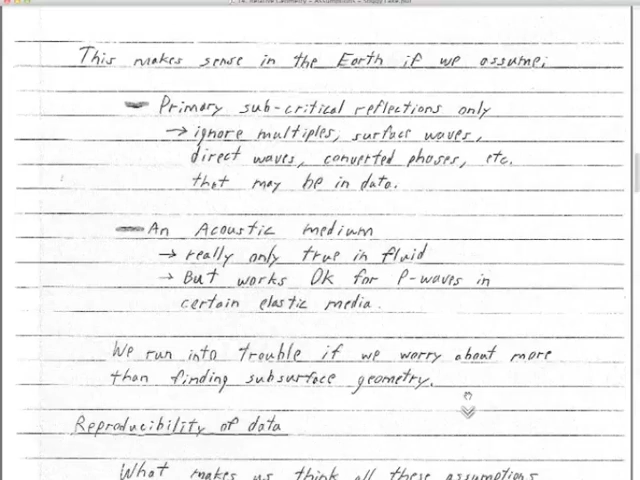 This makes sense in the Earth if we assume:
– Primary sub-critical reflections only
→ ignore multiples, surface waves,
direct waves, converted phases, etc.
that may be in data.
– An Acoustic medium
→ really only true in fluid
→ But works OK for P-waves in
certain elastic media.
We run into trouble if we worry about more
than finding subsurface geometry.
Reproducibility of data
What makes us think all these assumptions